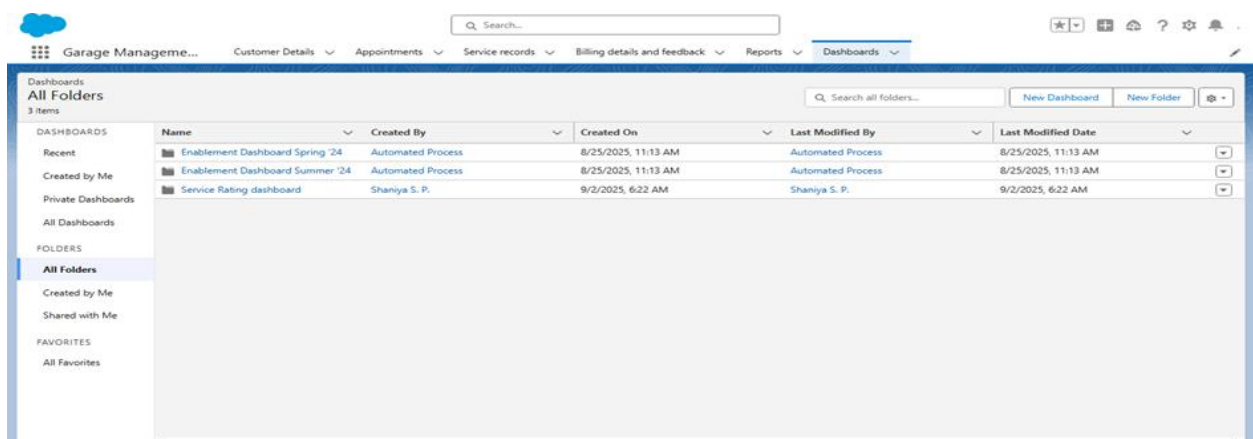 Search...
Garage Manageme... Customer Details Appointments Service records Billing details and feedback Reports Dashboards
Dashboards
All Folders
3 items
Search all folders... New Dashboard New Folder
DASHBOARDS
Recent
Created by Me
Private Dashboards
All Dashboards
FOLDERS
All Folders
Created by Me
Shared with Me
FAVORITES
All Favorites
Name Created By Created On Last Modified By Last Modified Date
Enablement Dashboard Spring '24 Automated Process 8/25/2025, 11:13 AM Automated Process 8/25/2025, 11:13 AM
Enablement Dashboard Summer '24 Automated Process 8/25/2025, 11:13 AM Automated Process 8/25/2025, 11:13 AM
Service Rating dashboard Shaniya S. P. 9/2/2025, 6:22 AM Shaniya S. P. 9/2/2025, 6:22 AM